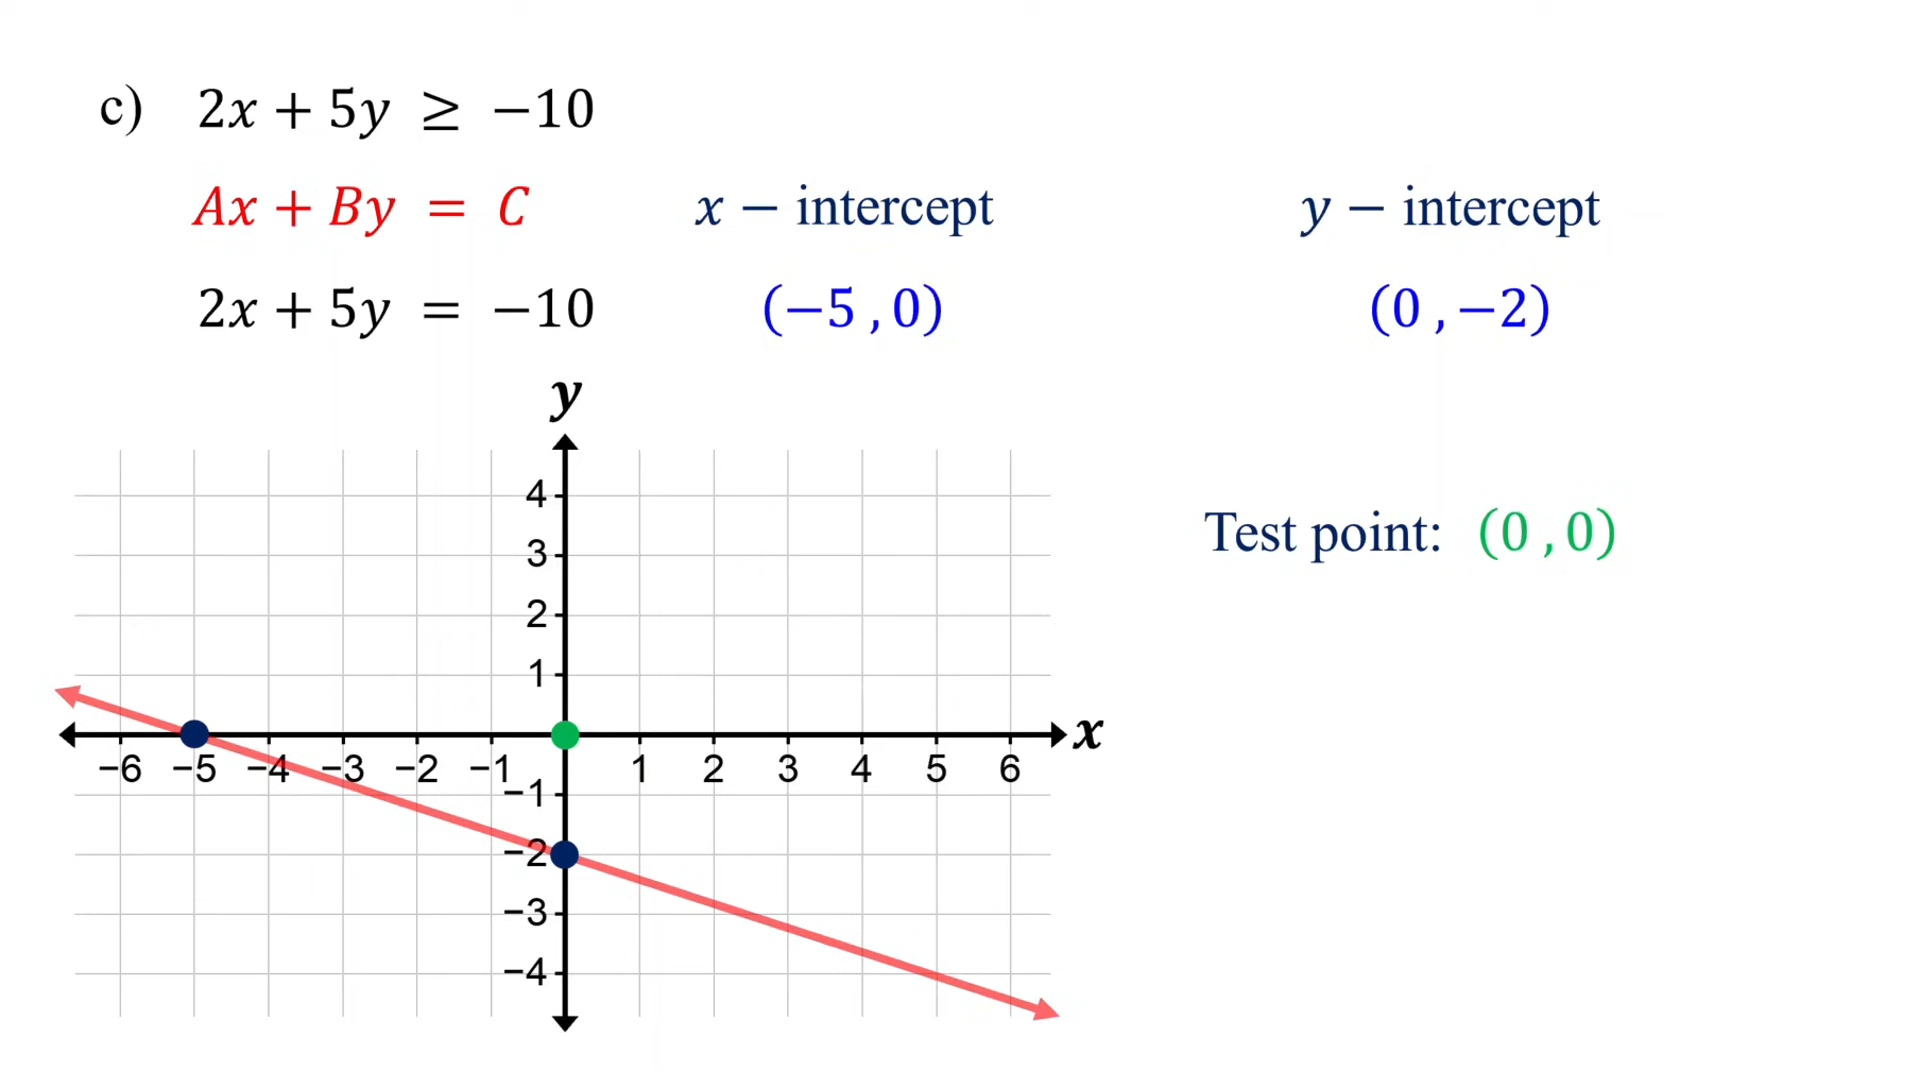 c) 2x + 5y ≥ −10
Ax + By = C
x − intercept
y − intercept
2x + 5y = −10
(−5 , 0)
(0 , −2)
y
4
3
2
1
Test point: (0 , 0)
x
−6 −5 −4 −3 −2 −1 1 2 3 4 5 6
−1
−2
−3
−4